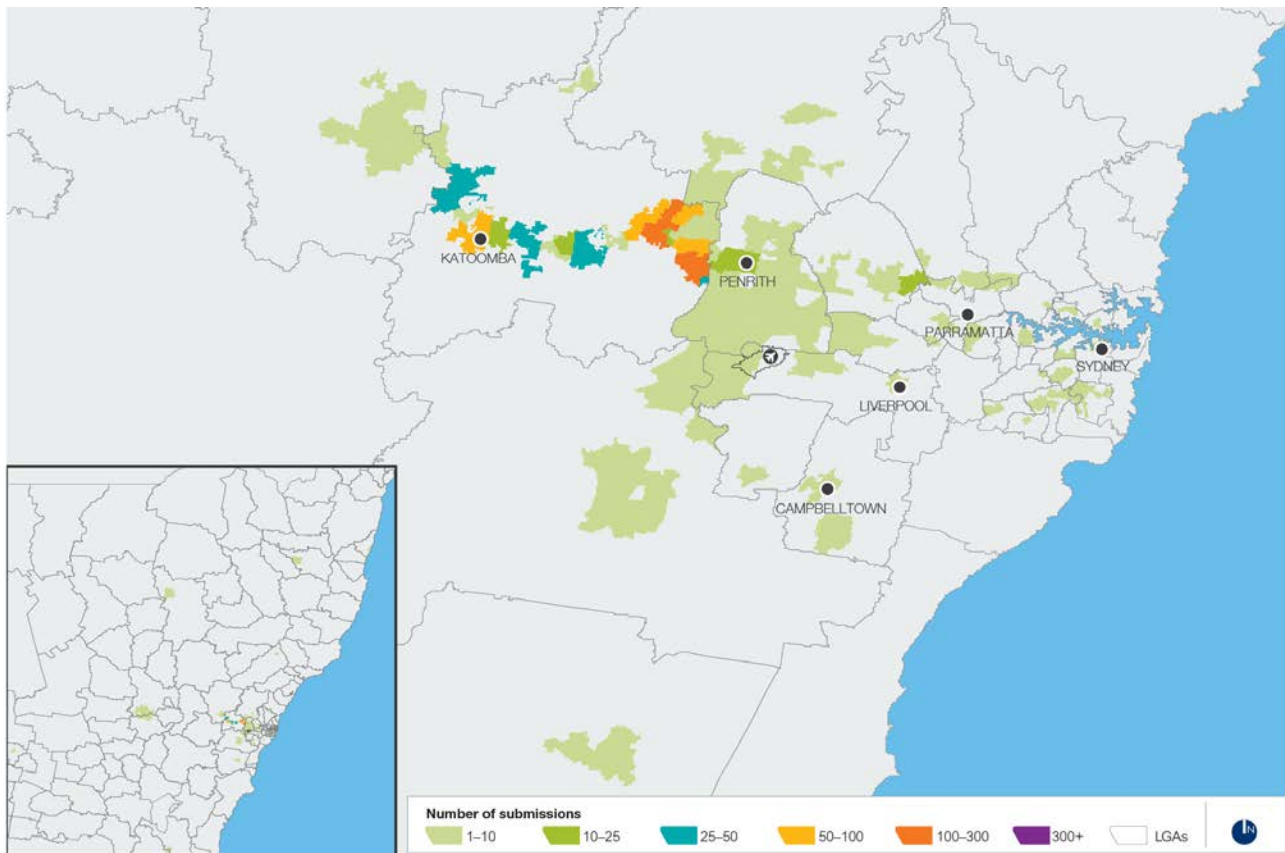 KATOOMBA
PENRITH
PARRAMATTA
SYDNEY
LIVERPOOL
CAMPBELLTOWN
Number of submissions
1–10
10–25
25–50
50–100
100–300
300+
LGAs
N